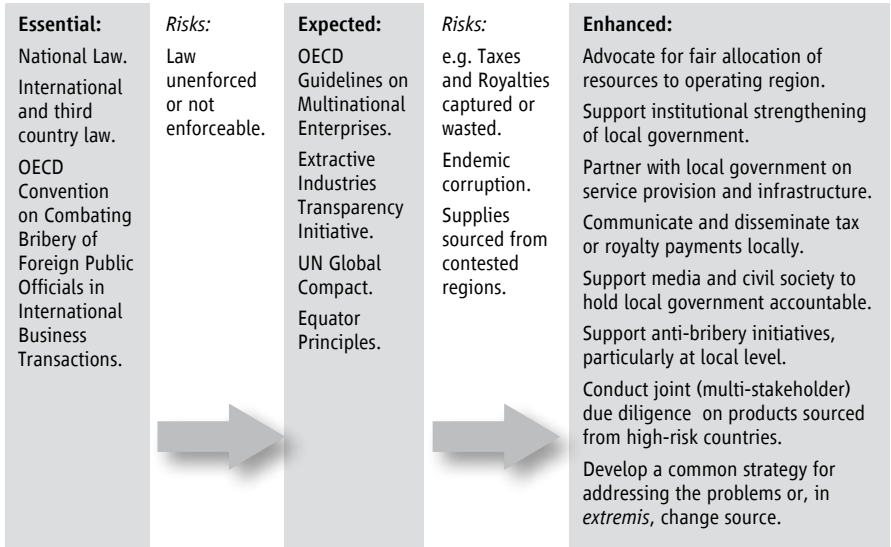 Essential:
National Law.
International
and third
country law.
OECD
Convention
on Combating
Bribery of
Foreign Public
Officials in
International
Business
Transactions.
Risks:
Law
unenforced
or not
enforceable.
Expected:
OECD
Guidelines on
Multinational
Enterprises.
Extractive
Industries
Transparency
Initiative.
UN Global
Compact.
Equator
Principles.
Risks:
e.g. Taxes
and Royalties
captured or
wasted.
Endemic
corruption.
Supplies
sourced from
contested
regions.
Enhanced:
Advocate for fair allocation of
resources to operating region.
Support institutional strengthening
of local government.
Partner with local government on
service provision and infrastructure.
Communicate and disseminate tax
or royalty payments locally.
Support media and civil society to
hold local government accountable.
Support anti-bribery initiatives,
particularly at local level.
Conduct joint (multi-stakeholder)
due diligence on products sourced
from high-risk countries.
Develop a common strategy for
addressing the problems or, in
extremis, change source.